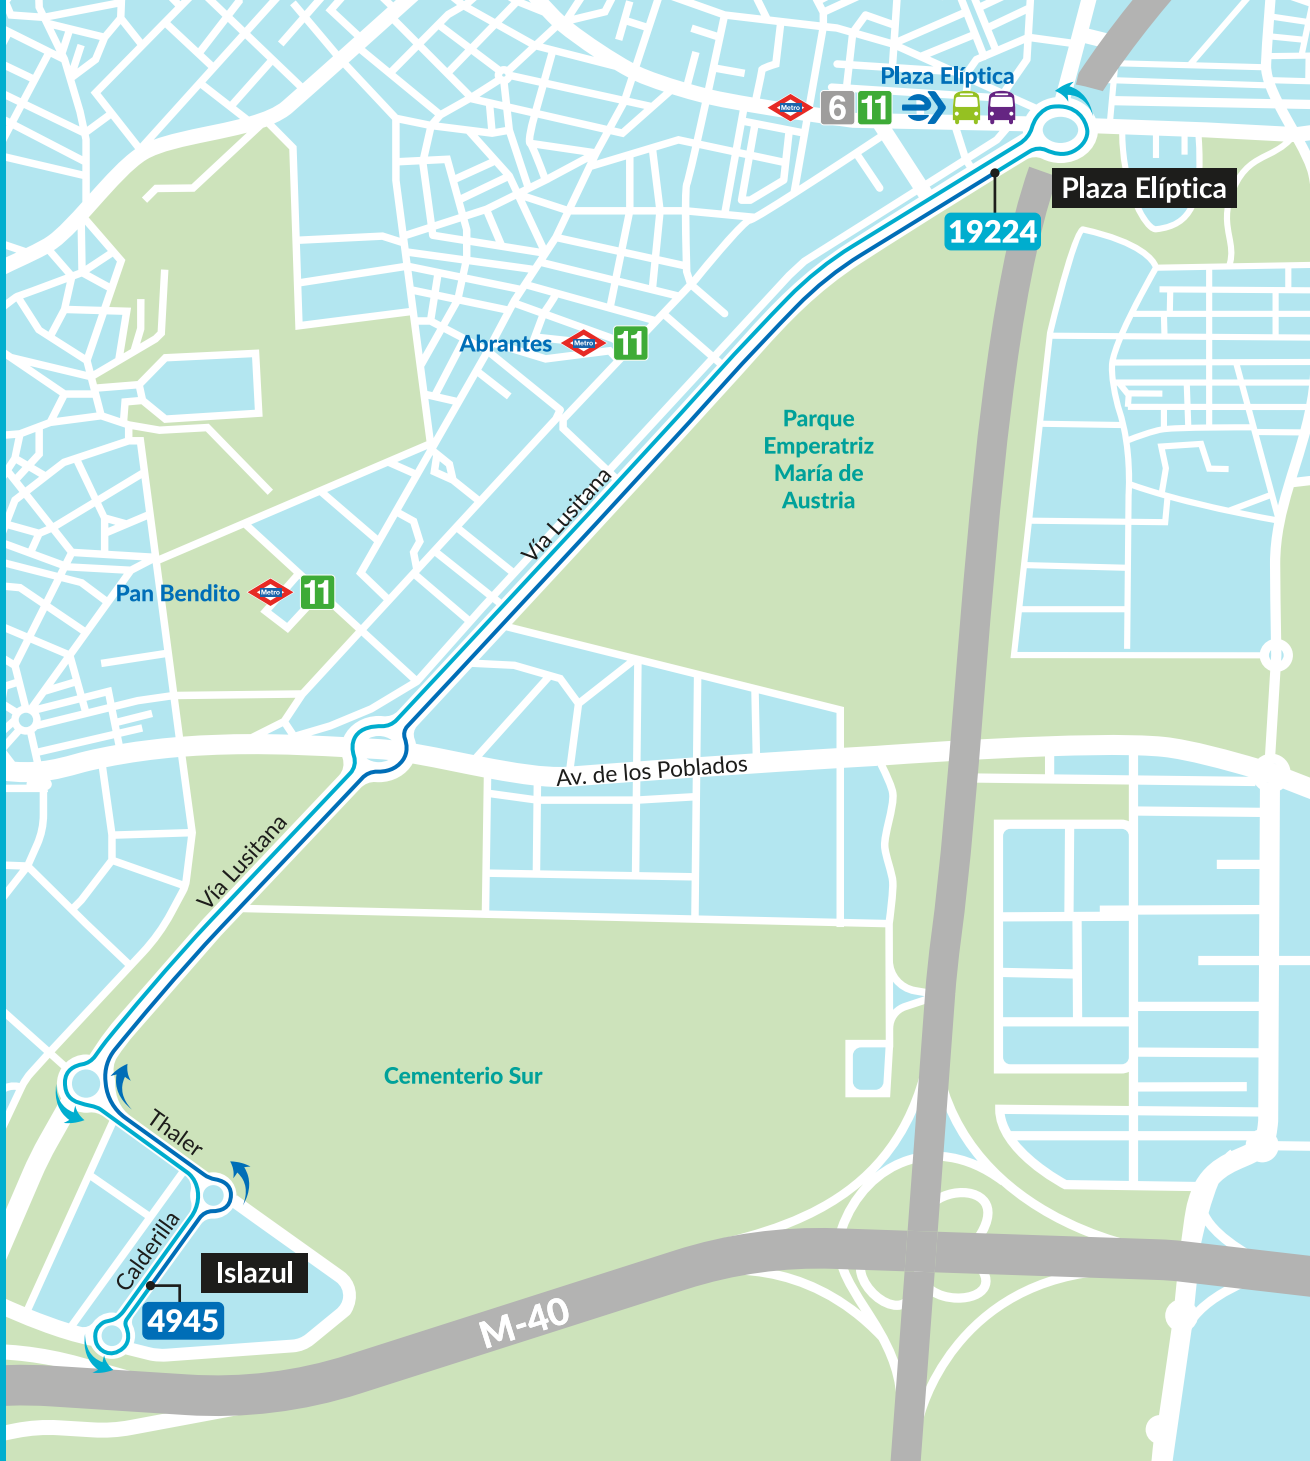 Plaza Elíptica
Metro
6
11
Plaza Elíptica
19224
Abrantes
Metro
11
Parque
Emperatriz
María de
Austria
Vía Lusitana
Pan Bendito
Metro
11
Av. de los Poblados
Vía Lusitana
Cementerio Sur
Thaler
Calderilla
Islazul
4945
M-40